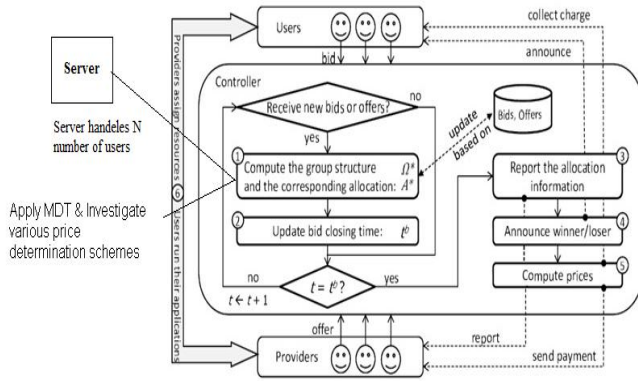 collect charge
Users
announce
bid
Server
Controller
Receive new bids or offers?
no
yes
Bids, Offers
update
based on
Server handeles N
number of users
Providers assign resources
6
Users run their applications
1
Compute the group structure Ω*
and the corresponding allocation: A*
3
Report the allocation
information
Apply MDT & Investigate
various price
determination schemes
2
Update bid closing time: t^b
4
Announce winner/loser
5
Compute prices
no
t = t^b?
yes
t ← t + 1
offer
Providers
report
send payment